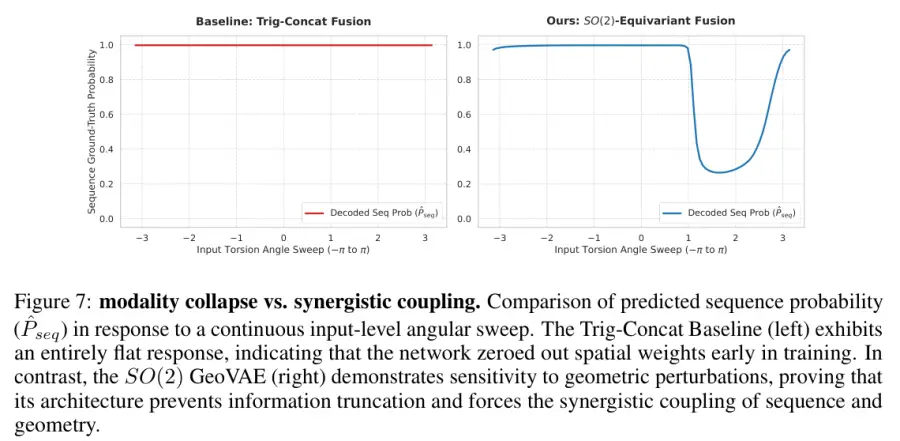 Baseline: Trig-Concat Fusion
Sequence Ground-Truth Probability
1.0
0.8
0.6
0.4
0.2
0.0
Decoded Seq Prob (P̂seq)
−3 −2 −1 0 1 2 3
Input Torsion Angle Sweep (−π to π)
Ours: SO(2)-Equivariant Fusion
1.0
0.8
0.6
0.4
0.2
0.0
Decoded Seq Prob (P̂seq)
−3 −2 −1 0 1 2 3
Input Torsion Angle Sweep (−π to π)
Figure 7: modality collapse vs. synergistic coupling. Comparison of predicted sequence probability
(P̂seq) in response to a continuous input-level angular sweep. The Trig-Concat Baseline (left) exhibits
an entirely flat response, indicating that the network zeroed out spatial weights early in training. In
contrast, the SO(2) GeoVAE (right) demonstrates sensitivity to geometric perturbations, proving that
its architecture prevents information truncation and forces the synergistic coupling of sequence and
geometry.